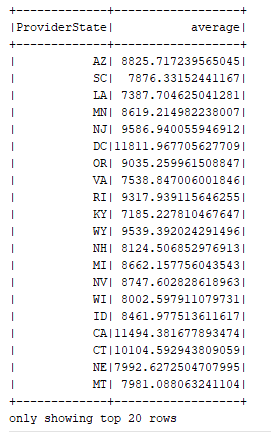 +-------------+------------------+
|ProviderState|           average|
+-------------+------------------+
|           AZ| 8825.717239565045|
|           SC|  7876.33152441167|
|           LA| 7387.704625041281|
|           MN| 8619.214982238007|
|           NJ| 9586.940055946912|
|           DC|11811.967705627709|
|           OR| 9035.259961508847|
|           VA| 7538.847006001846|
|           RI| 9317.939115646255|
|           KY| 7185.227810467647|
|           WY| 9539.392024291496|
|           NH| 8124.506852976913|
|           MI| 8662.157756043543|
|           NV| 8747.602828618963|
|           WI| 8002.597911079731|
|           ID| 8461.977513611617|
|           CA|11494.381677893474|
|           CT|10104.592943809059|
|           NE|7992.6272504707995|
|           MT| 7981.088063241104|
+-------------+------------------+
only showing top 20 rows